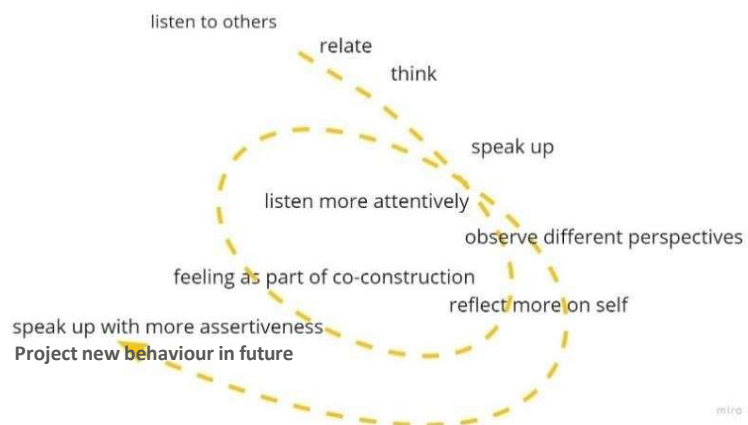 listen to others
relate
think
speak up
listen more attentively
observe different perspectives
feeling as part of co-construction
reflect more on self
speak up with more assertiveness
Project new behaviour in future
miro